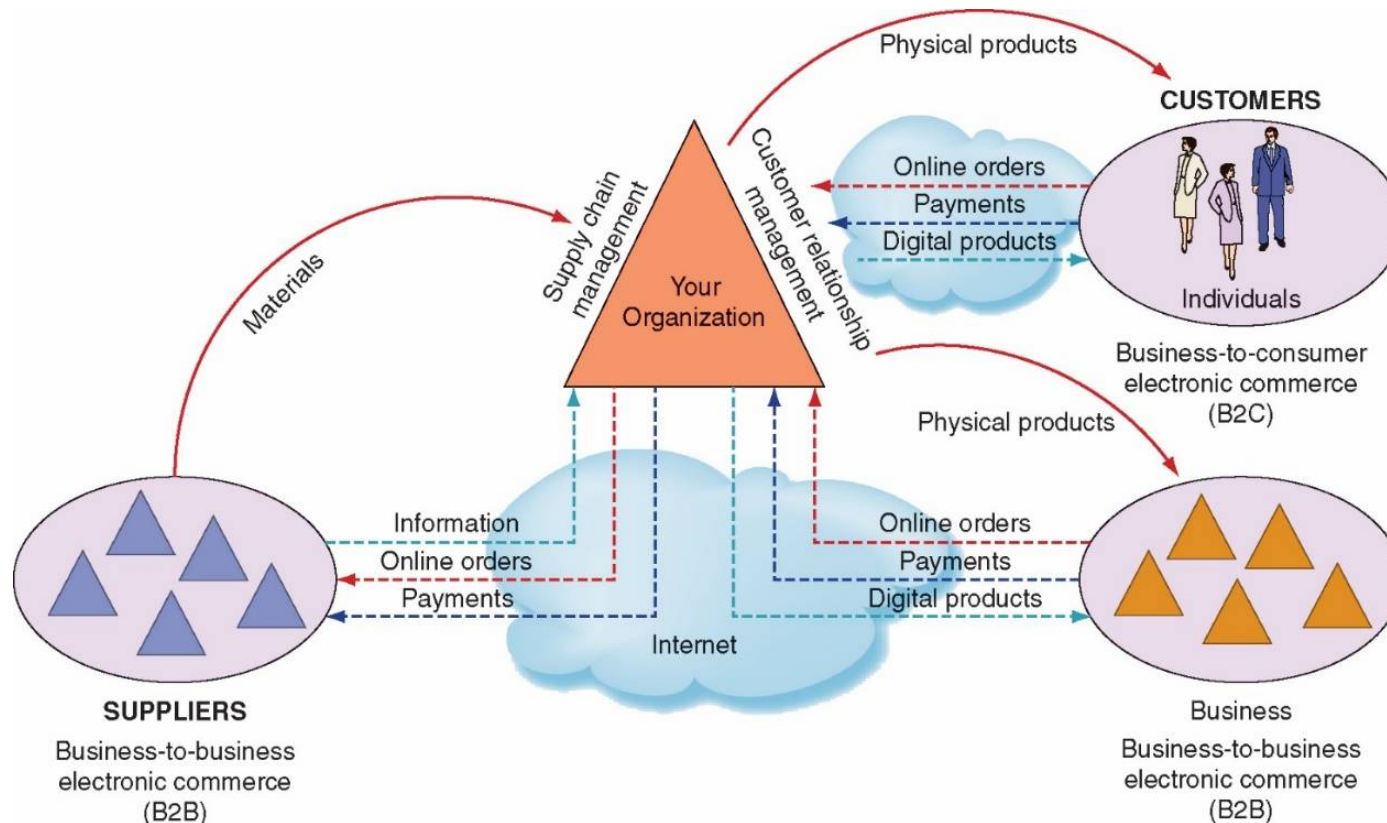 Physical products
CUSTOMERS
Online orders
Payments
Digital products
Individuals
Business-to-consumer
electronic commerce
(B2C)
Customer relationship
management
Supply chain
management
Your
Organization
Materials
Physical products
Information
Online orders
Payments
Online orders
Payments
Digital products
Internet
SUPPLIERS
Business-to-business
electronic commerce
(B2B)
Business
Business-to-business
electronic commerce
(B2B)